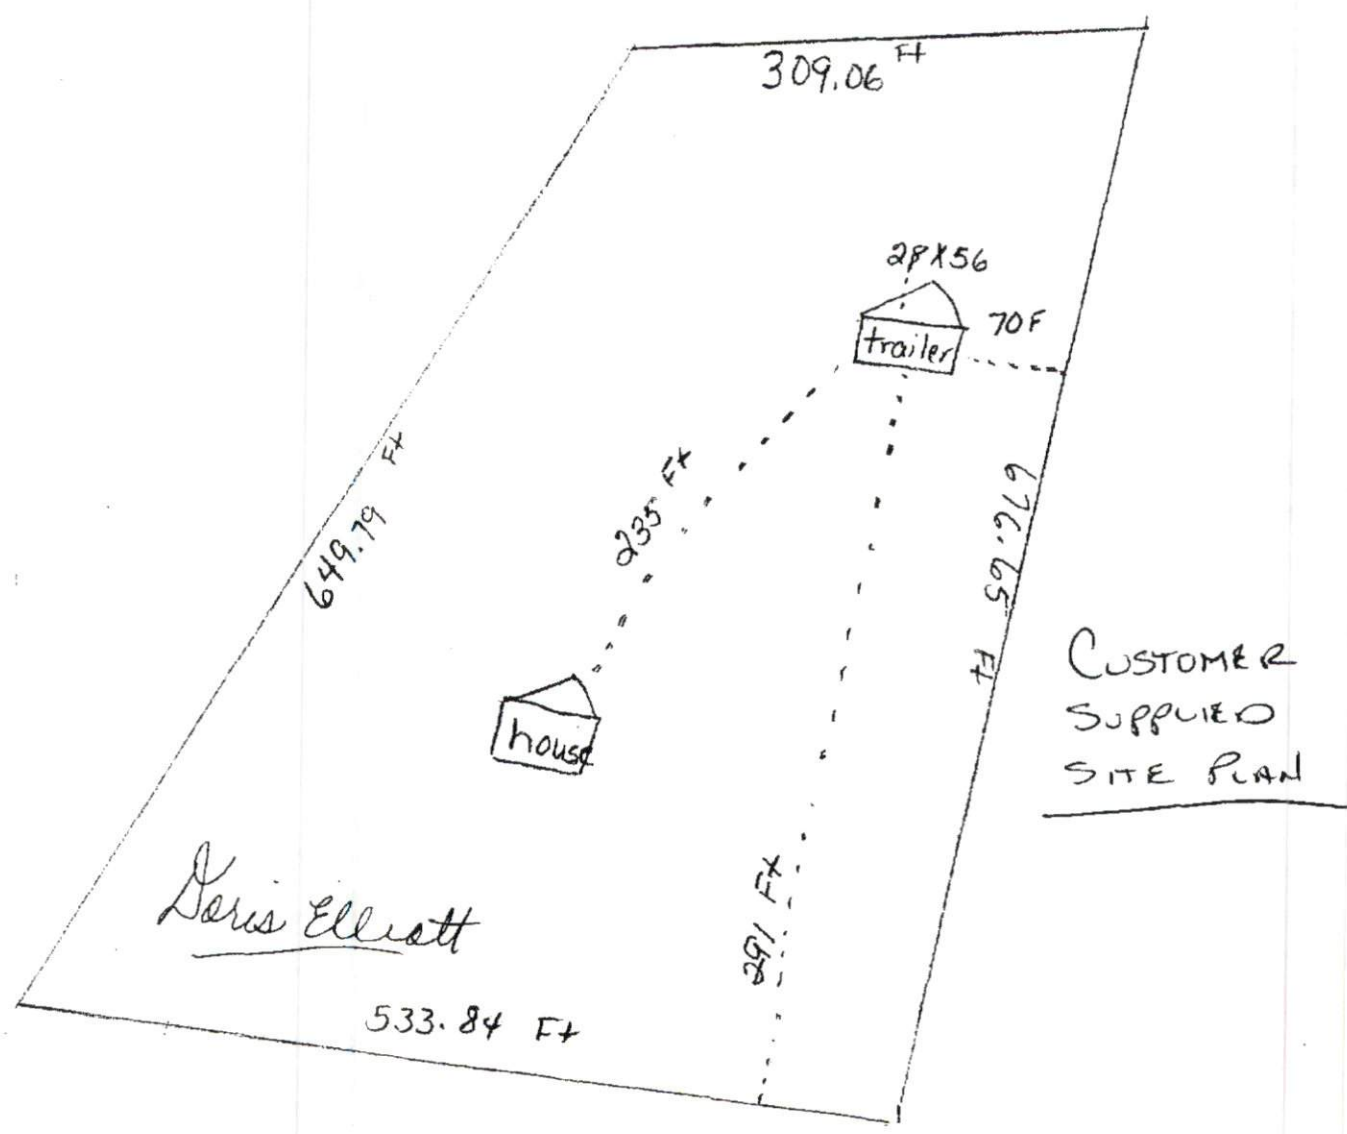 309.06 Ft
28X56
70F
trailer
235 Ft
649.79 Ft
676.65 Ft
CUSTOMER
SUPPLIED
SITE PLAN
house
291 Ft
Doris Elliott
533.84 Ft